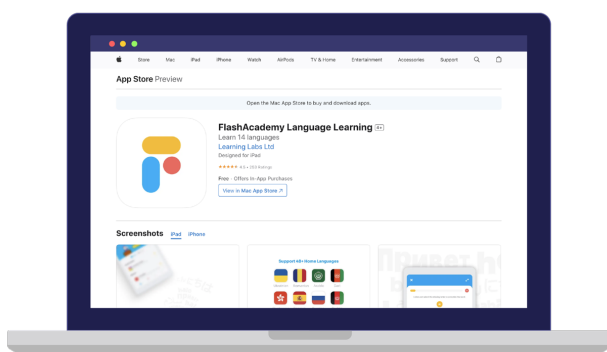 Store Mac iPad iPhone Watch AirPods TV & Home Entertainment Accessories Support
App Store Preview
Open the Mac App Store to buy and download apps.
FlashAcademy Language Learning 4+
Learn 14 languages
Learning Labs Ltd
Designed for iPad
Free · Offers In-App Purchases
View in Mac App Store ↗
Screenshots iPad iPhone
Support 48+ Home Languages